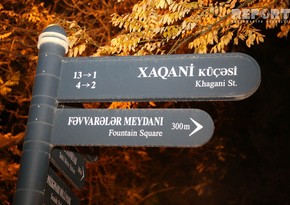 REPORT
13→1
4→2
XAQANİ KÜÇƏSİ
Khagani St.
FƏVVARƏLƏR MEYDANI
Fountain Square
300m